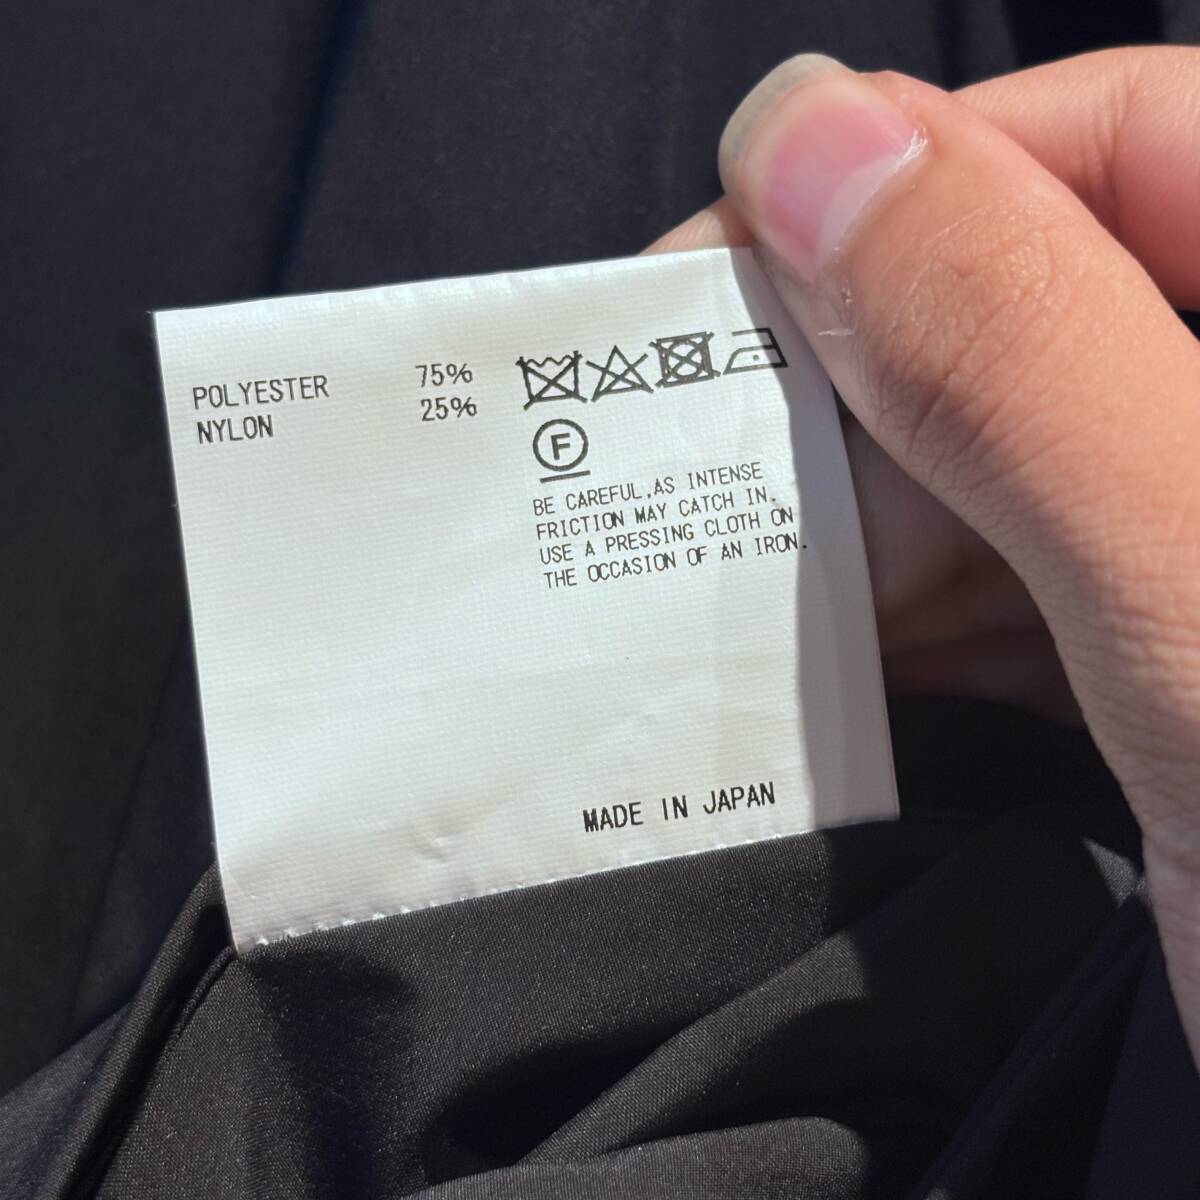 POLYESTER 75%
NYLON 25%
F
BE CAREFUL,AS INTENSE
FRICTION MAY CATCH IN.
USE A PRESSING CLOTH ON
THE OCCASION OF AN IRON.
MADE IN JAPAN